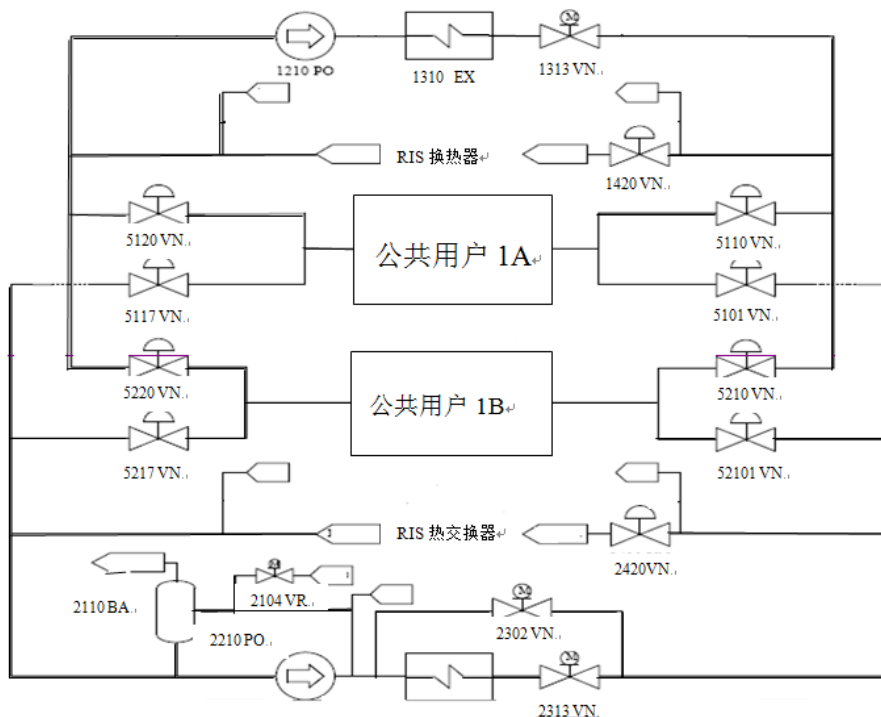 M
1210 PO
1310 EX
1313 VN.
RIS 换热器
1420 VN.
5120 VN.
公共用户 1A
5110 VN.
5117 VN.
5101 VN.
5220 VN.
公共用户 1B
5210 VN.
5217 VN.
52101 VN.
RIS 热交换器
2420VN.
2110 BA.
2104 VR.
M
2210 PO.
2302 VN.
M
2313 VN.